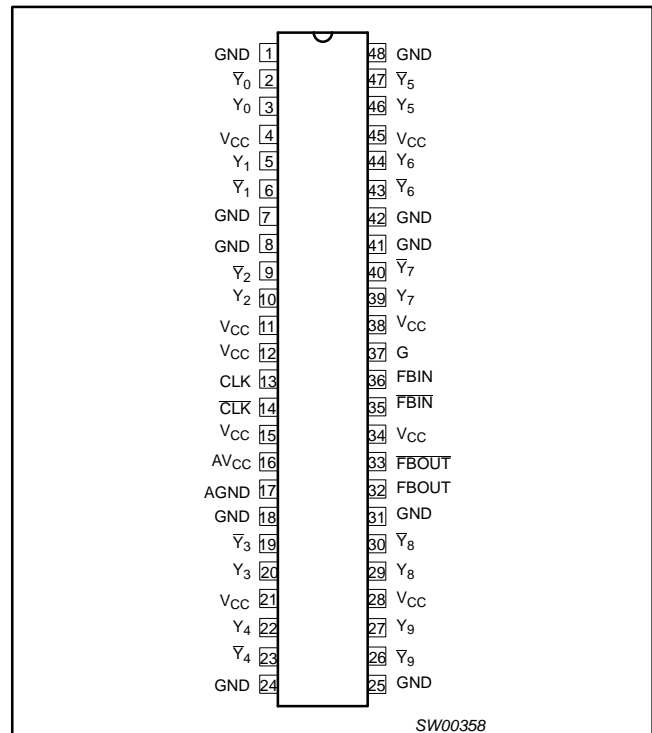 GND 1 48 GND
Y̅0 2 47 Y̅5
Y0 3 46 Y5
VCC 4 45 VCC
Y1 5 44 Y6
Y̅1 6 43 Y̅6
GND 7 42 GND
GND 8 41 GND
Y̅2 9 40 Y̅7
Y2 10 39 Y7
VCC 11 38 VCC
VCC 12 37 G
CLK 13 36 FBIN
C̅L̅K̅ 14 35 F̅B̅I̅N̅
VCC 15 34 VCC
AVCC 16 33 F̅B̅O̅U̅T̅
AGND 17 32 FBOUT
GND 18 31 GND
Y̅3 19 30 Y̅8
Y3 20 29 Y8
VCC 21 28 VCC
Y4 22 27 Y9
Y̅4 23 26 Y̅9
GND 24 25 GND
SW00358